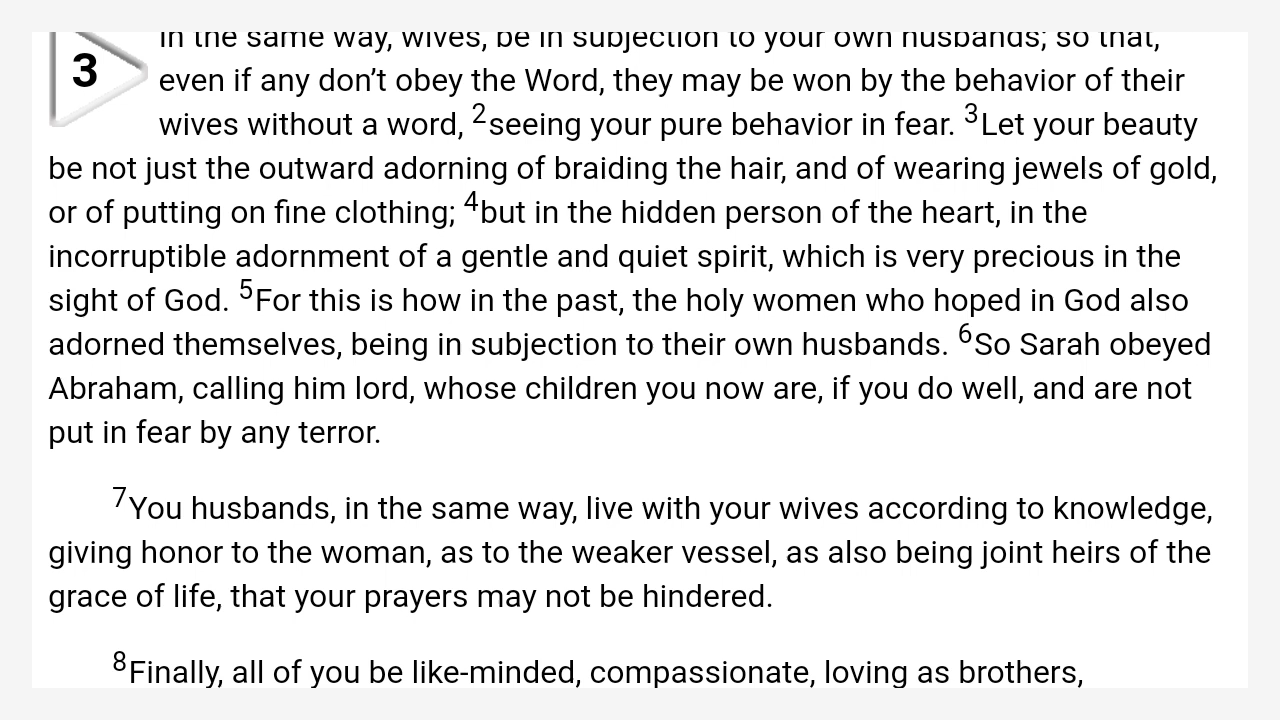 3
In the same way, wives, be in subjection to your own husbands; so that,
even if any don’t obey the Word, they may be won by the behavior of their
wives without a word, 2seeing your pure behavior in fear. 3Let your beauty
be not just the outward adorning of braiding the hair, and of wearing jewels of gold,
or of putting on fine clothing; 4but in the hidden person of the heart, in the
incorruptible adornment of a gentle and quiet spirit, which is very precious in the
sight of God. 5For this is how in the past, the holy women who hoped in God also
adorned themselves, being in subjection to their own husbands. 6So Sarah obeyed
Abraham, calling him lord, whose children you now are, if you do well, and are not
put in fear by any terror.
7You husbands, in the same way, live with your wives according to knowledge,
giving honor to the woman, as to the weaker vessel, as also being joint heirs of the
grace of life, that your prayers may not be hindered.
8Finally, all of you be like-minded, compassionate, loving as brothers,